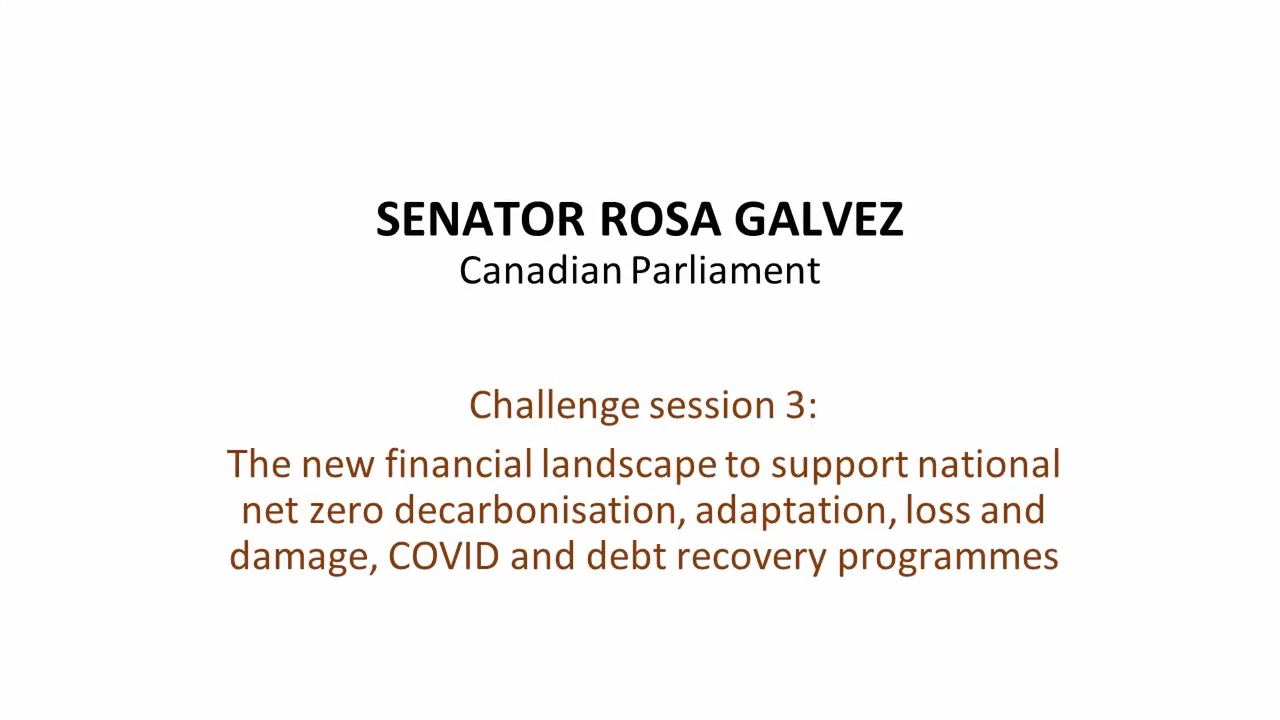 SENATOR ROSA GALVEZ
Canadian Parliament
Challenge session 3:
The new financial landscape to support national
net zero decarbonisation, adaptation, loss and
damage, COVID and debt recovery programmes